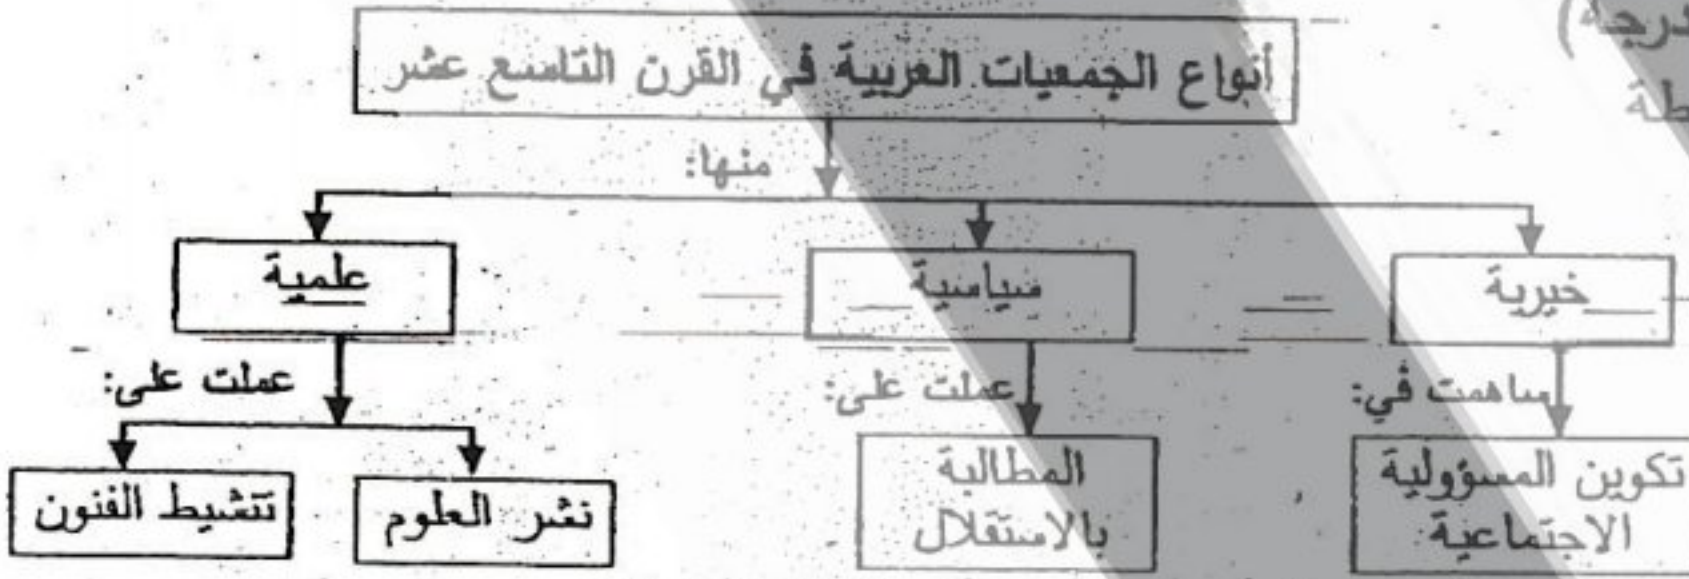 أنواع الجمعيات العربية في القرن التاسع عشر
منها:
خيرية
سياسية
علمية
ساهمت في:
عملت على:
عملت على:
تكوين المسؤولية
الاجتماعية
المطالبة
بالاستقلال
نشر العلوم
تنشيط الفنون